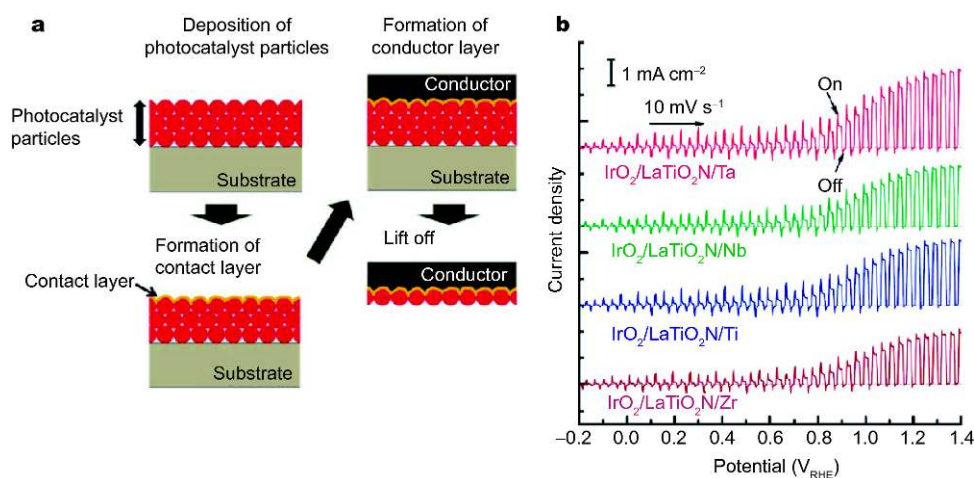 a
Deposition of
photocatalyst particles
Photocatalyst
particles
Substrate
Formation of
contact layer
Contact layer
Substrate
Formation of
conductor layer
Conductor
Substrate
Lift off
Conductor
b
1 mA cm⁻²
10 mV s⁻¹
On
Off
IrO₂/LaTiO₂N/Ta
IrO₂/LaTiO₂N/Nb
IrO₂/LaTiO₂N/Ti
IrO₂/LaTiO₂N/Zr
Current density
−0.2 0.0 0.2 0.4 0.6 0.8 1.0 1.2 1.4
Potential (V_RHE)